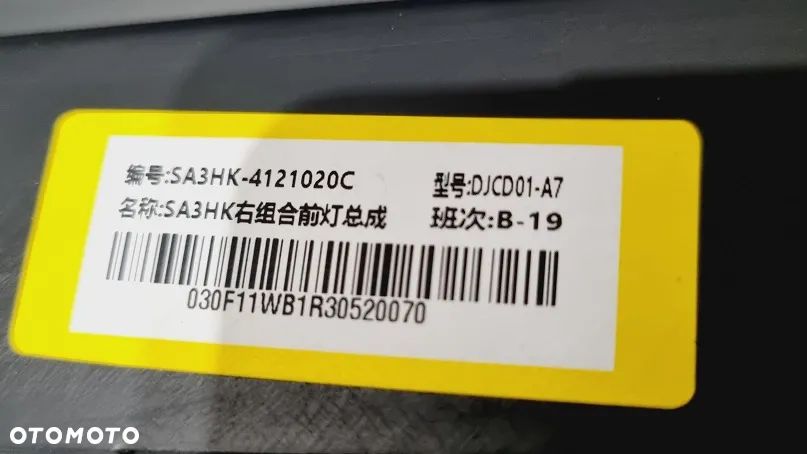 编号:SA3HK-4121020C 型号:DJCD01-A7
名称:SA3HK右组合前灯总成 班次:B-19
030F11WB1R30520070
OTOMOTO